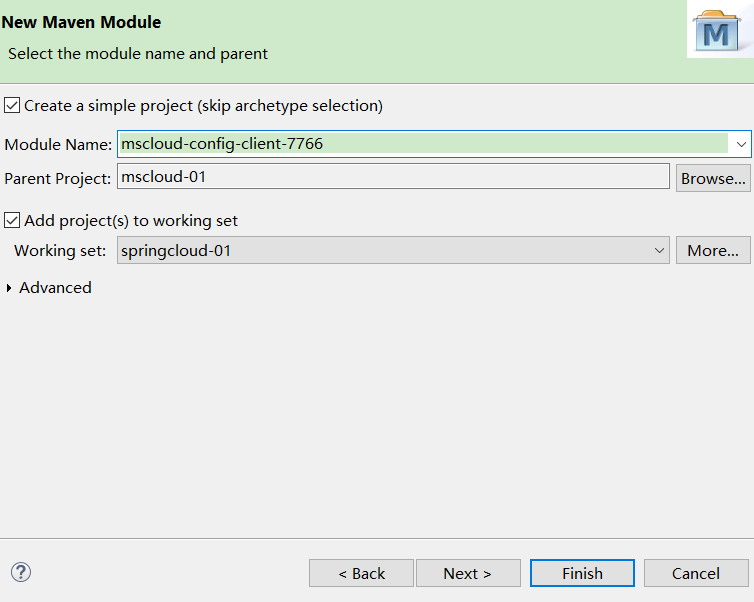 New Maven Module
Select the module name and parent
M
Create a simple project (skip archetype selection)
Module Name: mscloud-config-client-7766
Parent Project: mscloud-01 Browse...
Add project(s) to working set
Working set: springcloud-01 More...
Advanced
? < Back Next > Finish Cancel